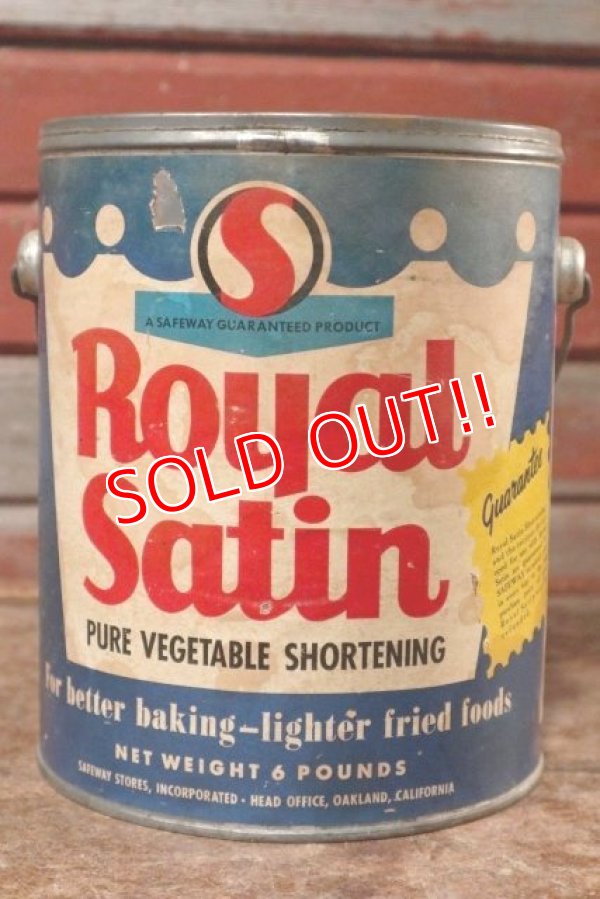 S
A SAFEWAY GUARANTEED PRODUCT
Royal
SOLD OUT!!
Satin
PURE VEGETABLE SHORTENING
Guarantee
For better baking—lighter fried foods
NET WEIGHT 6 POUNDS
SAFEWAY STORES, INCORPORATED • HEAD OFFICE, OAKLAND, CALIFORNIA